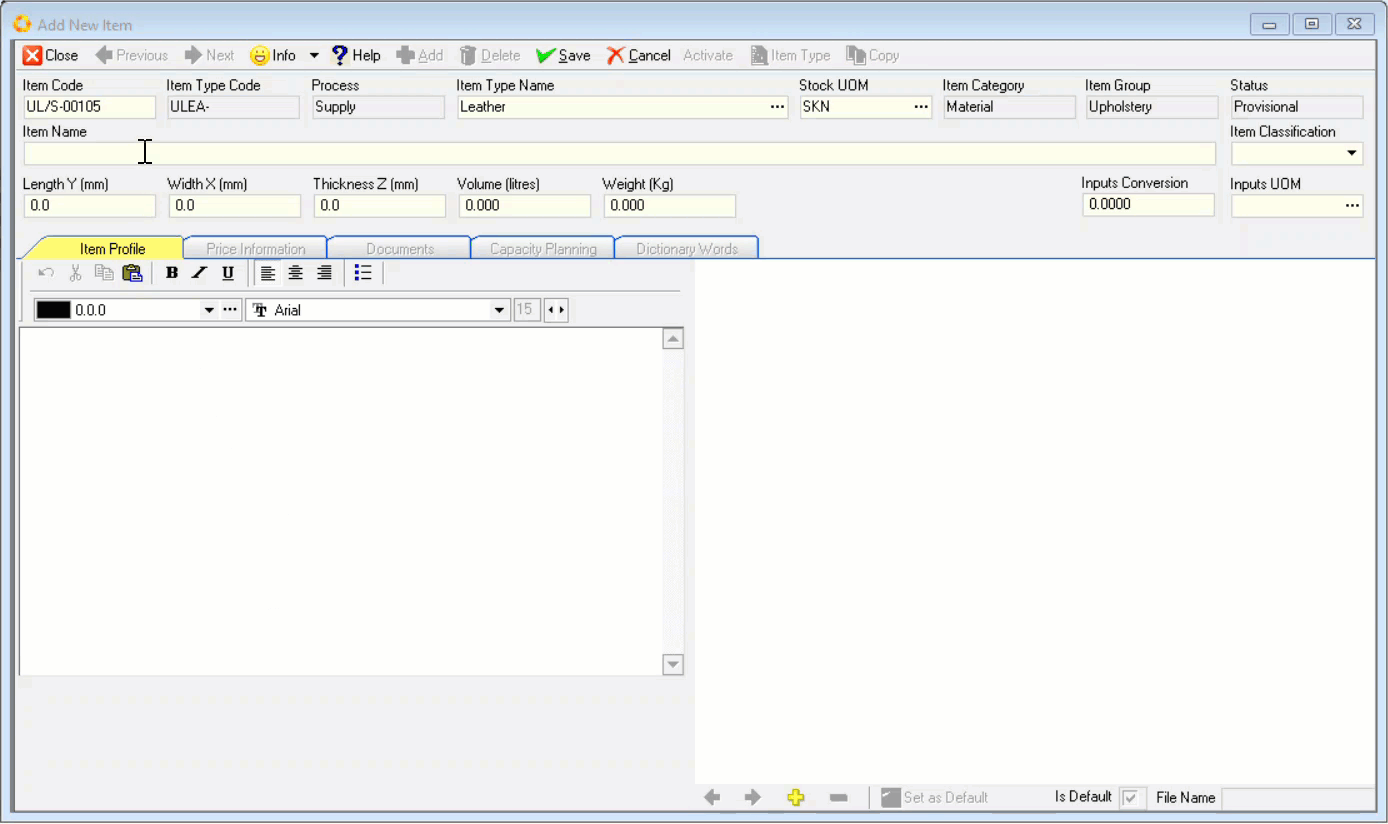 Add New Item
Close Previous Next Info Help Add Delete Save Cancel Activate Item Type Copy
Item Code Item Type Code Process Item Type Name Stock UOM Item Category Item Group Status
UL/S-00105 ULEA- Supply Leather ... SKN ... Material Upholstery Provisional
Item Name Item Classification
Length Y (mm) Width X (mm) Thickness Z (mm) Volume (litres) Weight (Kg) Inputs Conversion Inputs UOM
0.0 0.0 0.0 0.000 0.000 0.0000 ...
Item Profile Price Information Documents Capacity Planning Dictionary Words
B I U
0.0.0 ... Arial 15
Set as Default Is Default File Name